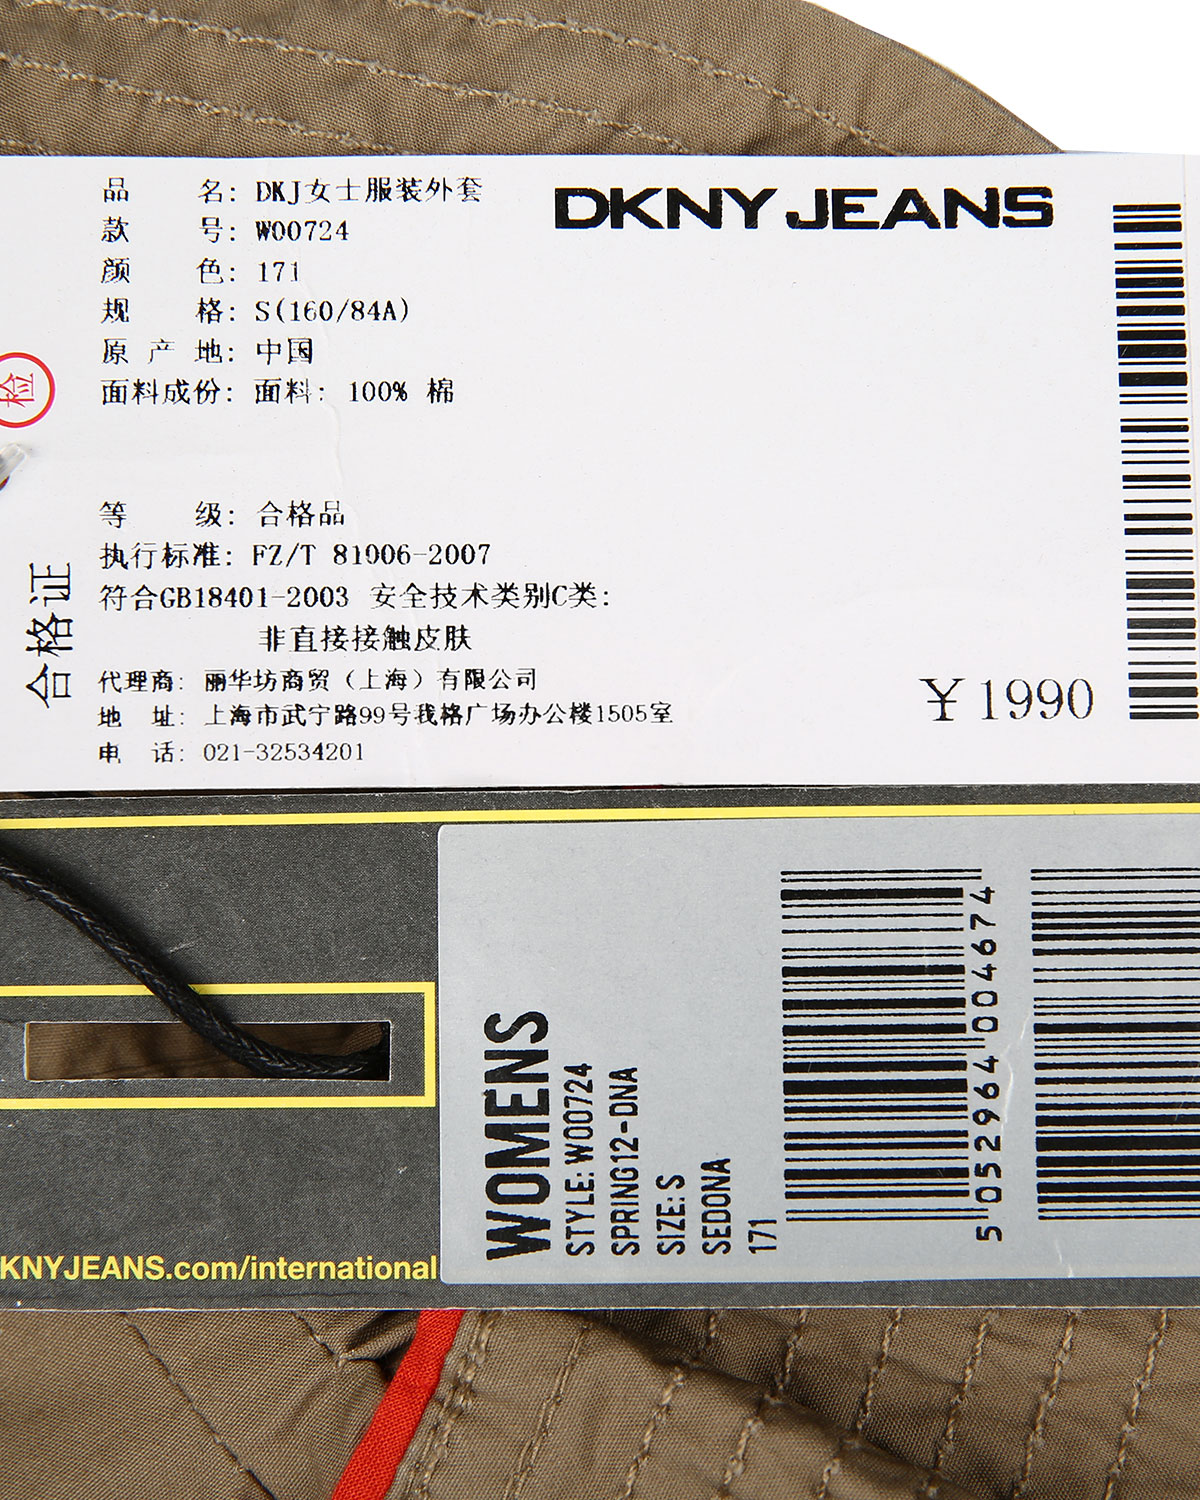 DKNY JEANS
品 名: DKJ女士服装外套
款 号: W00724
颜 色: 171
规 格: S(160/84A)
原 产 地: 中国
面料成份: 面料: 100% 棉
检
等 级: 合格品
执行标准: FZ/T 81006-2007
符合GB18401-2003 安全技术类别C类:
非直接接触皮肤
合格证
代理商: 丽华坊商贸（上海）有限公司
地 址: 上海市武宁路99号我格广场办公楼1505室
电 话: 021-32534201
¥1990
WOMENS
STYLE: W00724
SPRING12-DNA
SIZE: S
SEDONA
171
5052964004674
KNYJEANS.com/international